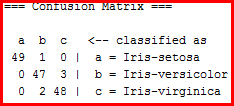 === Confusion Matrix ===
a b c <-- classified as
49 1 0 | a = Iris-setosa
0 47 3 | b = Iris-versicolor
0 2 48 | c = Iris-virginica